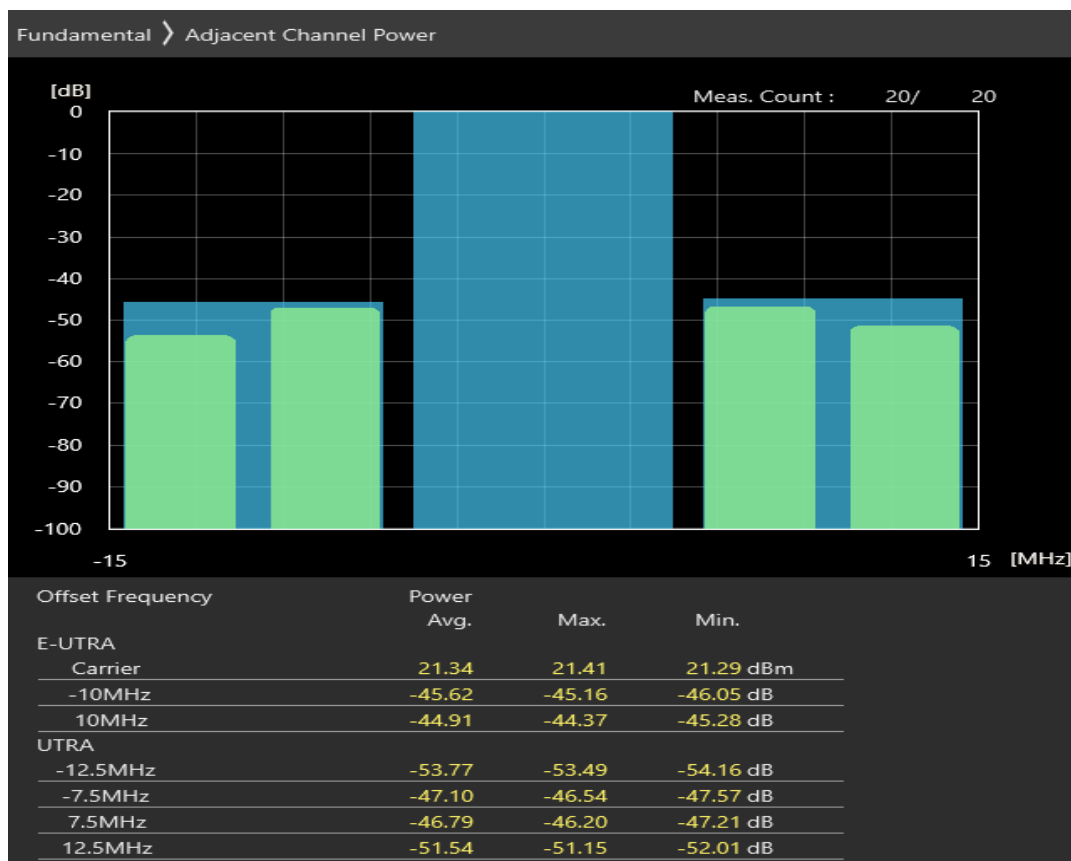 Fundamental ❯ Adjacent Channel Power
[dB]
Meas. Count : 20/ 20
0
-10
-20
-30
-40
-50
-60
-70
-80
-90
-100
-15 15 [MHz]
Offset Frequency Power
Avg. Max. Min.
E-UTRA
Carrier 21.34 21.41 21.29 dBm
-10MHz -45.62 -45.16 -46.05 dB
10MHz -44.91 -44.37 -45.28 dB
UTRA
-12.5MHz -53.77 -53.49 -54.16 dB
-7.5MHz -47.10 -46.54 -47.57 dB
7.5MHz -46.79 -46.20 -47.21 dB
12.5MHz -51.54 -51.15 -52.01 dB